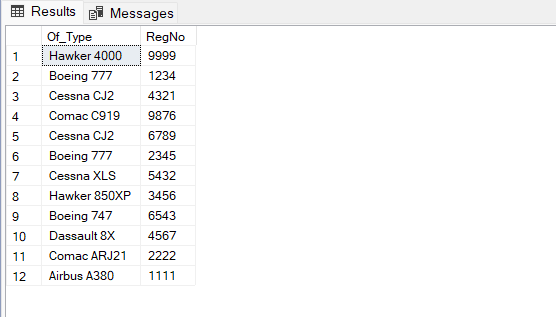 Results Messages
Of_Type RegNo
1 Hawker 4000 9999
2 Boeing 777 1234
3 Cessna CJ2 4321
4 Comac C919 9876
5 Cessna CJ2 6789
6 Boeing 777 2345
7 Cessna XLS 5432
8 Hawker 850XP 3456
9 Boeing 747 6543
10 Dassault 8X 4567
11 Comac ARJ21 2222
12 Airbus A380 1111